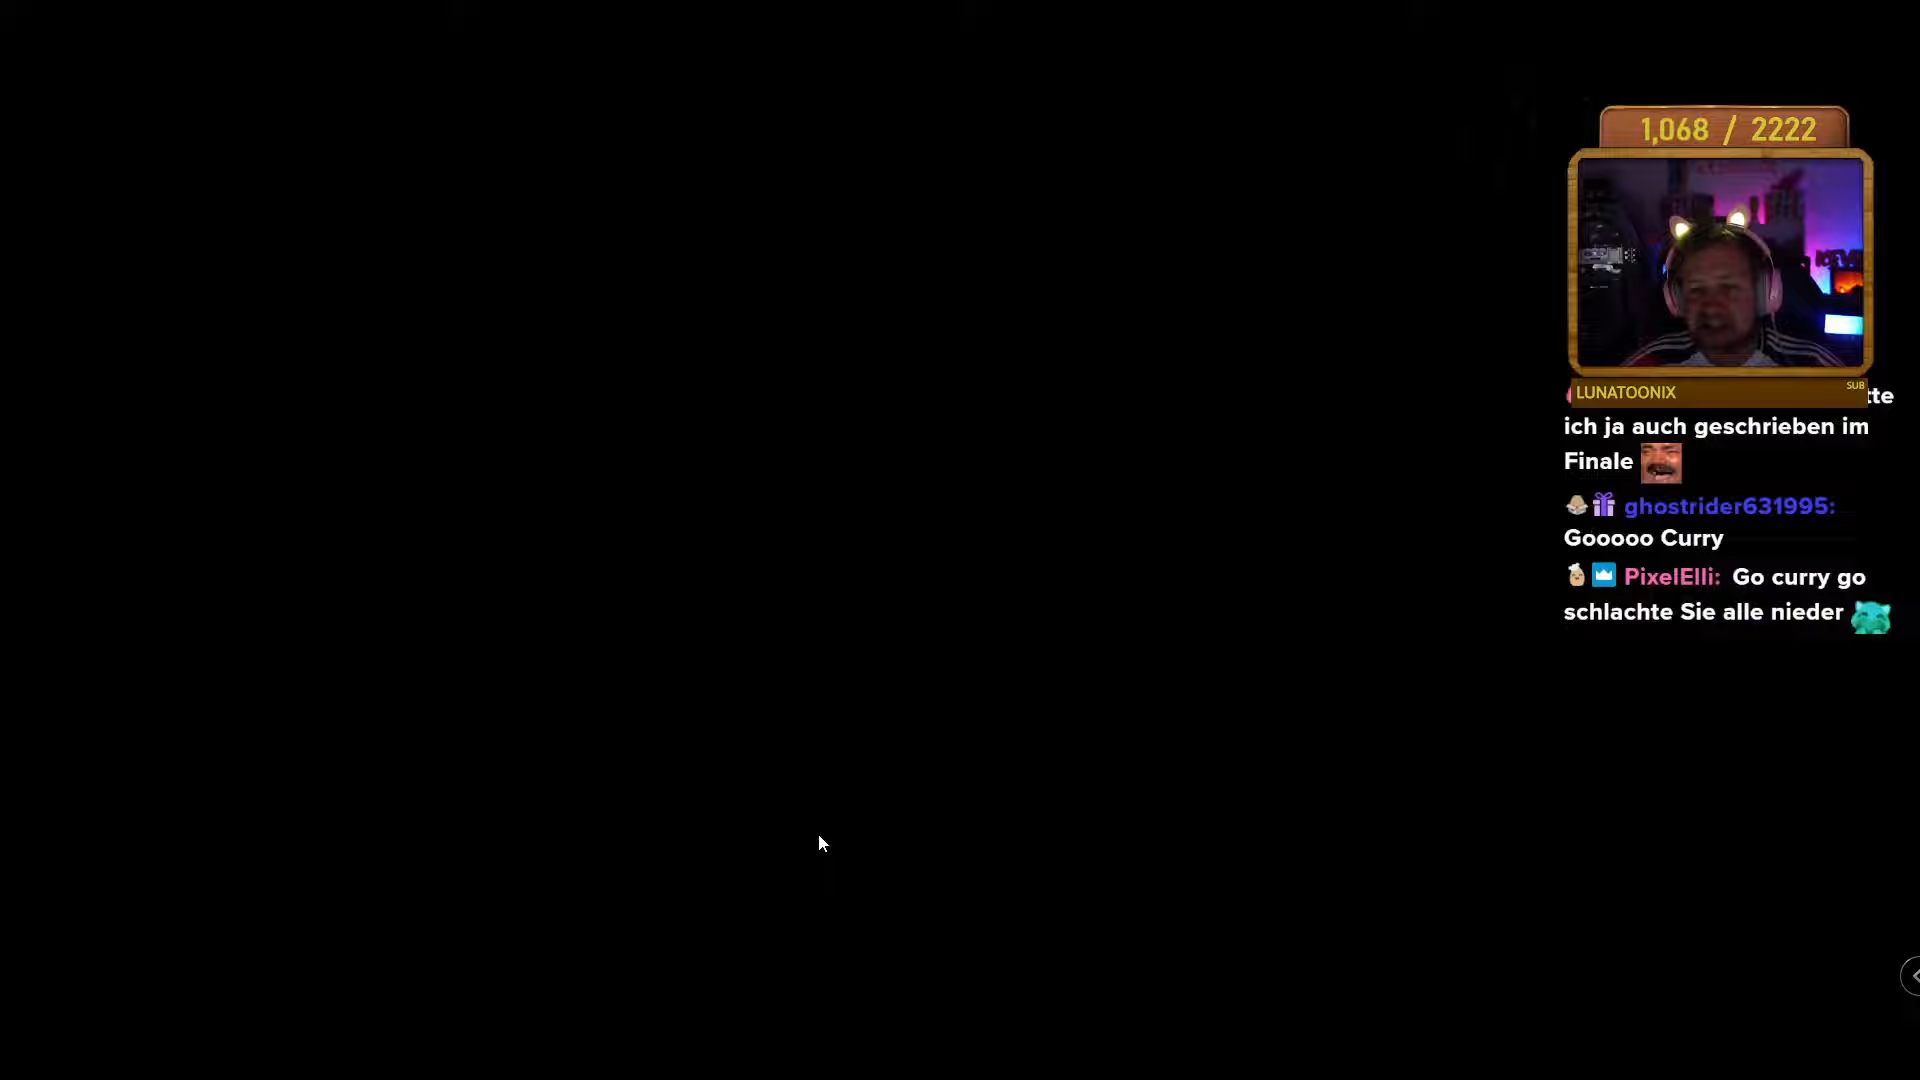 1,068 / 2222
LUNATOONIX SUB
tte
ich ja auch geschrieben im
Finale
ghostrider631995:
Gooooo Curry
PixelElli: Go curry go
schlachte Sie alle nieder